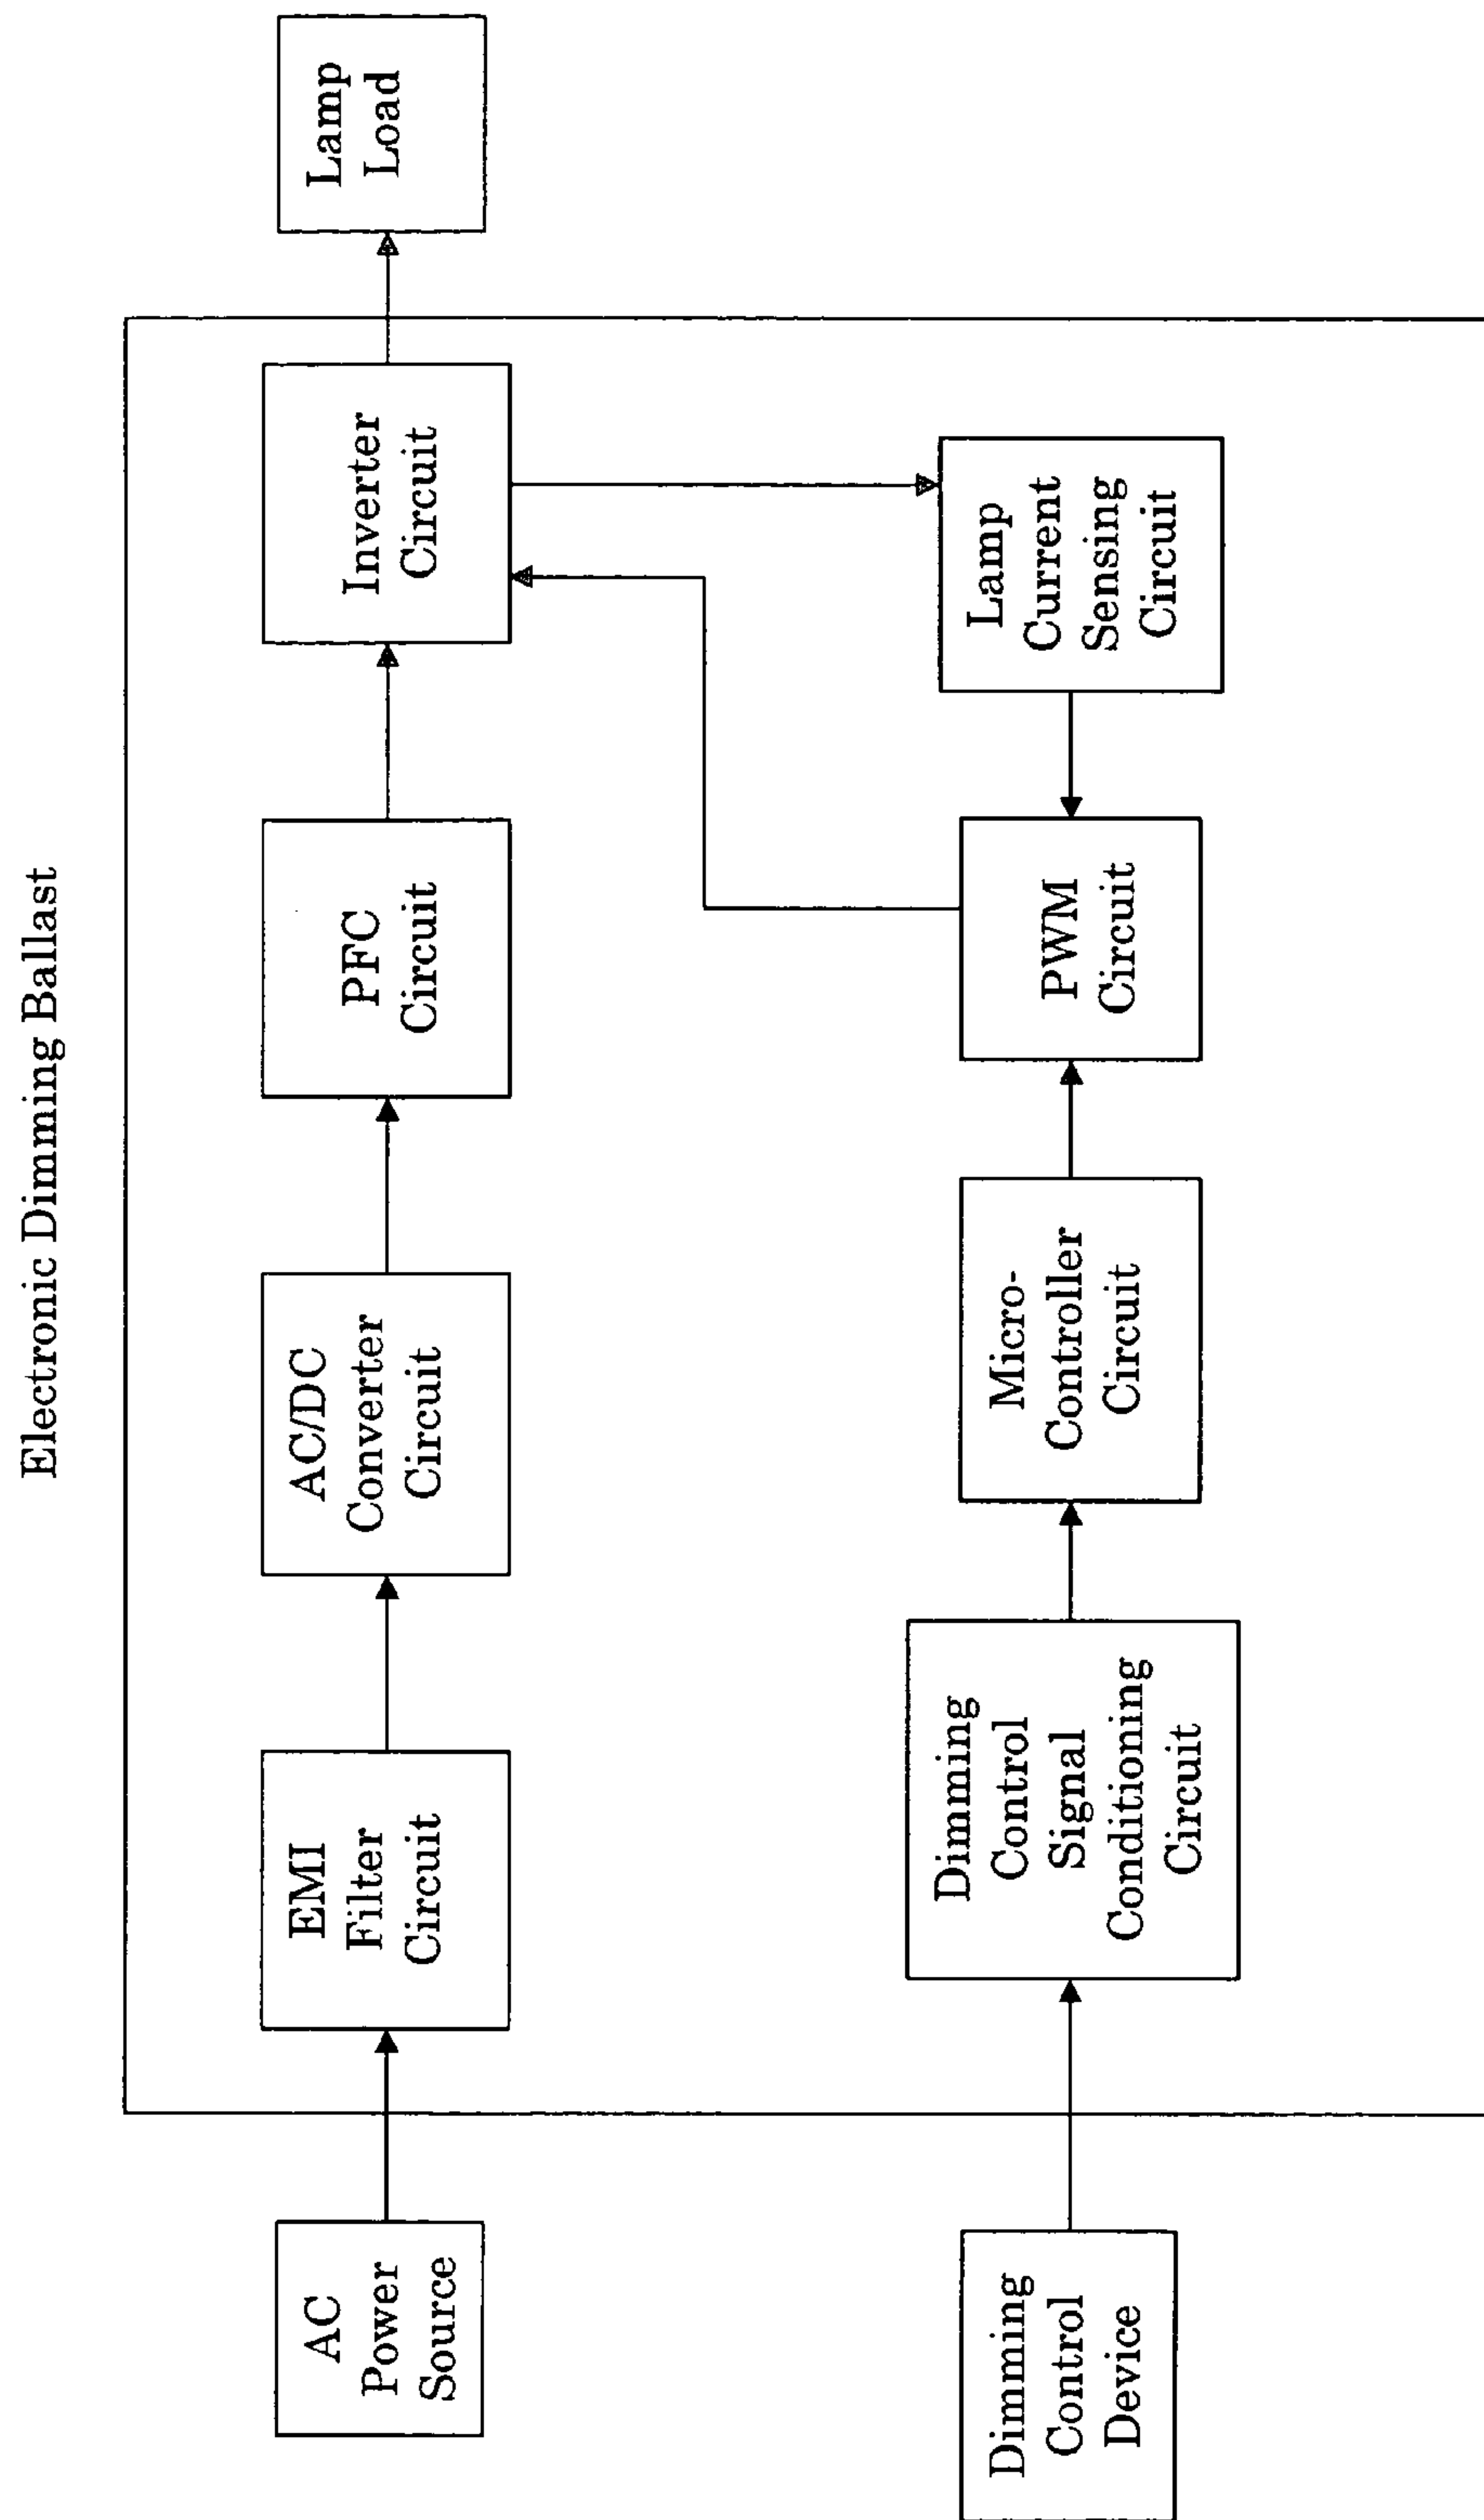 Electronic Dimming Ballast
AC
Power
Source
EMI
Filter
Circuit
AC/DC
Converter
Circuit
PFC
Circuit
Inverter
Circuit
Lamp
Load
Dimming
Control
Device
Dimming
Control
Signal
Conditioning
Circuit
Micro-
Controller
Circuit
PWM
Circuit
Lamp
Current
Sensing
Circuit